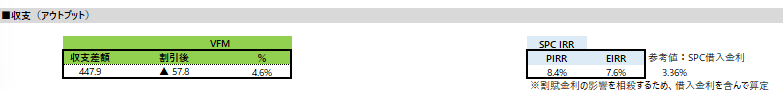 ■収支（アウトプット）
VFM
収支差額 割引後 %
447.9 ▲ 57.8 4.6%
SPC IRR
PIRR EIRR 参考値：SPC借入金利
8.4% 7.6% 3.36%
※割賦金利の影響を相殺するため、借入金利を含んで算定